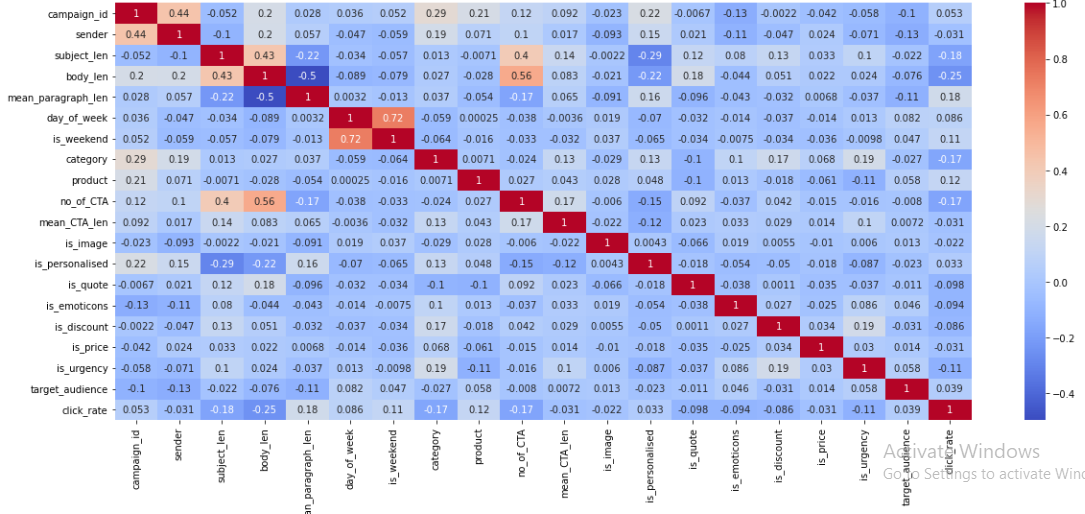 campaign_id 1 0.44 -0.052 0.2 0.028 0.036 0.052 0.29 0.21 0.12 0.092 -0.023 0.22 -0.0067 -0.13 -0.0022 -0.042 -0.058 -0.1 0.053
sender 0.44 1 -0.1 0.2 0.057 -0.047 -0.059 0.19 0.071 0.1 0.017 -0.093 0.15 0.021 -0.11 -0.047 0.024 -0.071 -0.13 -0.031
subject_len -0.052 -0.1 1 0.43 -0.22 -0.034 -0.057 0.013 -0.0071 0.4 0.14 -0.0022 -0.29 0.12 0.08 0.13 0.033 0.1 -0.022 -0.18
body_len 0.2 0.2 0.43 1 -0.5 -0.089 -0.079 0.027 -0.028 0.56 0.083 -0.021 -0.22 0.18 -0.044 0.051 0.022 0.024 -0.076 -0.25
mean_paragraph_len 0.028 0.057 -0.22 -0.5 1 0.0032 -0.013 0.037 -0.054 -0.17 0.065 -0.091 0.16 -0.096 -0.043 -0.032 0.0068 -0.037 -0.11 0.18
day_of_week 0.036 -0.047 -0.034 -0.089 0.0032 1 0.72 -0.059 0.00025 -0.038 -0.0036 0.019 -0.07 -0.032 -0.014 -0.037 -0.014 0.013 0.082 0.086
is_weekend 0.052 -0.059 -0.057 -0.079 -0.013 0.72 1 -0.064 -0.016 -0.033 -0.032 0.037 -0.065 -0.034 -0.0075 -0.034 -0.036 -0.0098 0.047 0.11
category 0.29 0.19 0.013 0.027 0.037 -0.059 -0.064 1 0.0071 -0.024 0.13 -0.029 0.13 -0.1 0.1 0.17 0.068 0.19 -0.027 -0.17
product 0.21 0.071 -0.0071 -0.028 -0.054 0.00025 -0.016 0.0071 1 0.027 0.043 0.028 0.048 -0.1 0.013 -0.018 -0.061 -0.11 0.058 0.12
no_of_CTA 0.12 0.1 0.4 0.56 -0.17 -0.038 -0.033 -0.024 0.027 1 0.17 -0.006 -0.15 0.092 -0.037 0.042 -0.015 -0.016 -0.008 -0.17
mean_CTA_len 0.092 0.017 0.14 0.083 0.065 -0.0036 -0.032 0.13 0.043 0.17 1 -0.022 -0.12 0.023 0.033 0.029 0.014 0.1 0.0072 -0.031
is_image -0.023 -0.093 -0.0022 -0.021 -0.091 0.019 0.037 -0.029 0.028 -0.006 -0.022 1 0.0043 -0.066 0.019 0.0055 -0.01 0.006 0.013 -0.022
is_personalised 0.22 0.15 -0.29 -0.22 0.16 -0.07 -0.065 0.13 0.048 -0.15 -0.12 0.0043 1 -0.018 -0.054 -0.05 -0.018 -0.087 -0.023 0.033
is_quote -0.0067 0.021 0.12 0.18 -0.096 -0.032 -0.034 -0.1 -0.1 0.092 0.023 -0.066 -0.018 1 -0.038 0.0011 -0.035 -0.037 -0.011 -0.098
is_emoticons -0.13 -0.11 0.08 -0.044 -0.043 -0.014 -0.0075 0.1 0.013 -0.037 0.033 0.019 -0.054 -0.038 1 0.027 -0.025 0.086 0.046 -0.094
is_discount -0.0022 -0.047 0.13 0.051 -0.032 -0.037 -0.034 0.17 -0.018 0.042 0.029 0.0055 -0.05 0.0011 0.027 1 0.034 0.19 -0.031 -0.086
is_price -0.042 0.024 0.033 0.022 0.0068 -0.014 -0.036 0.068 -0.061 -0.015 0.014 -0.01 -0.018 -0.035 -0.025 0.034 1 0.03 0.014 -0.031
is_urgency -0.058 -0.071 0.1 0.024 -0.037 0.013 -0.0098 0.19 -0.11 -0.016 0.1 0.006 -0.087 -0.037 0.086 0.19 0.03 1 0.058 -0.11
target_audience -0.1 -0.13 -0.022 -0.076 -0.11 0.082 0.047 -0.027 0.058 -0.008 0.0072 0.013 -0.023 -0.011 0.046 -0.031 0.014 0.058 1 0.039
click_rate 0.053 -0.031 -0.18 -0.25 0.18 0.086 0.11 -0.17 0.12 -0.17 -0.031 -0.022 0.033 -0.098 -0.094 -0.086 -0.031 -0.11 0.039 1
campaign_id
sender
subject_len
body_len
an_paragraph_len
day_of_week
is_weekend
category
product
no_of_CTA
mean_CTA_len
is_image
is_personalised
is_quote
is_emoticons
is_discount
is_price
is_urgency
target_audience
click_rate
1.0
0.8
0.6
0.4
0.2
0.0
-0.2
-0.4
Activate Windows
Go to Settings to activate Win